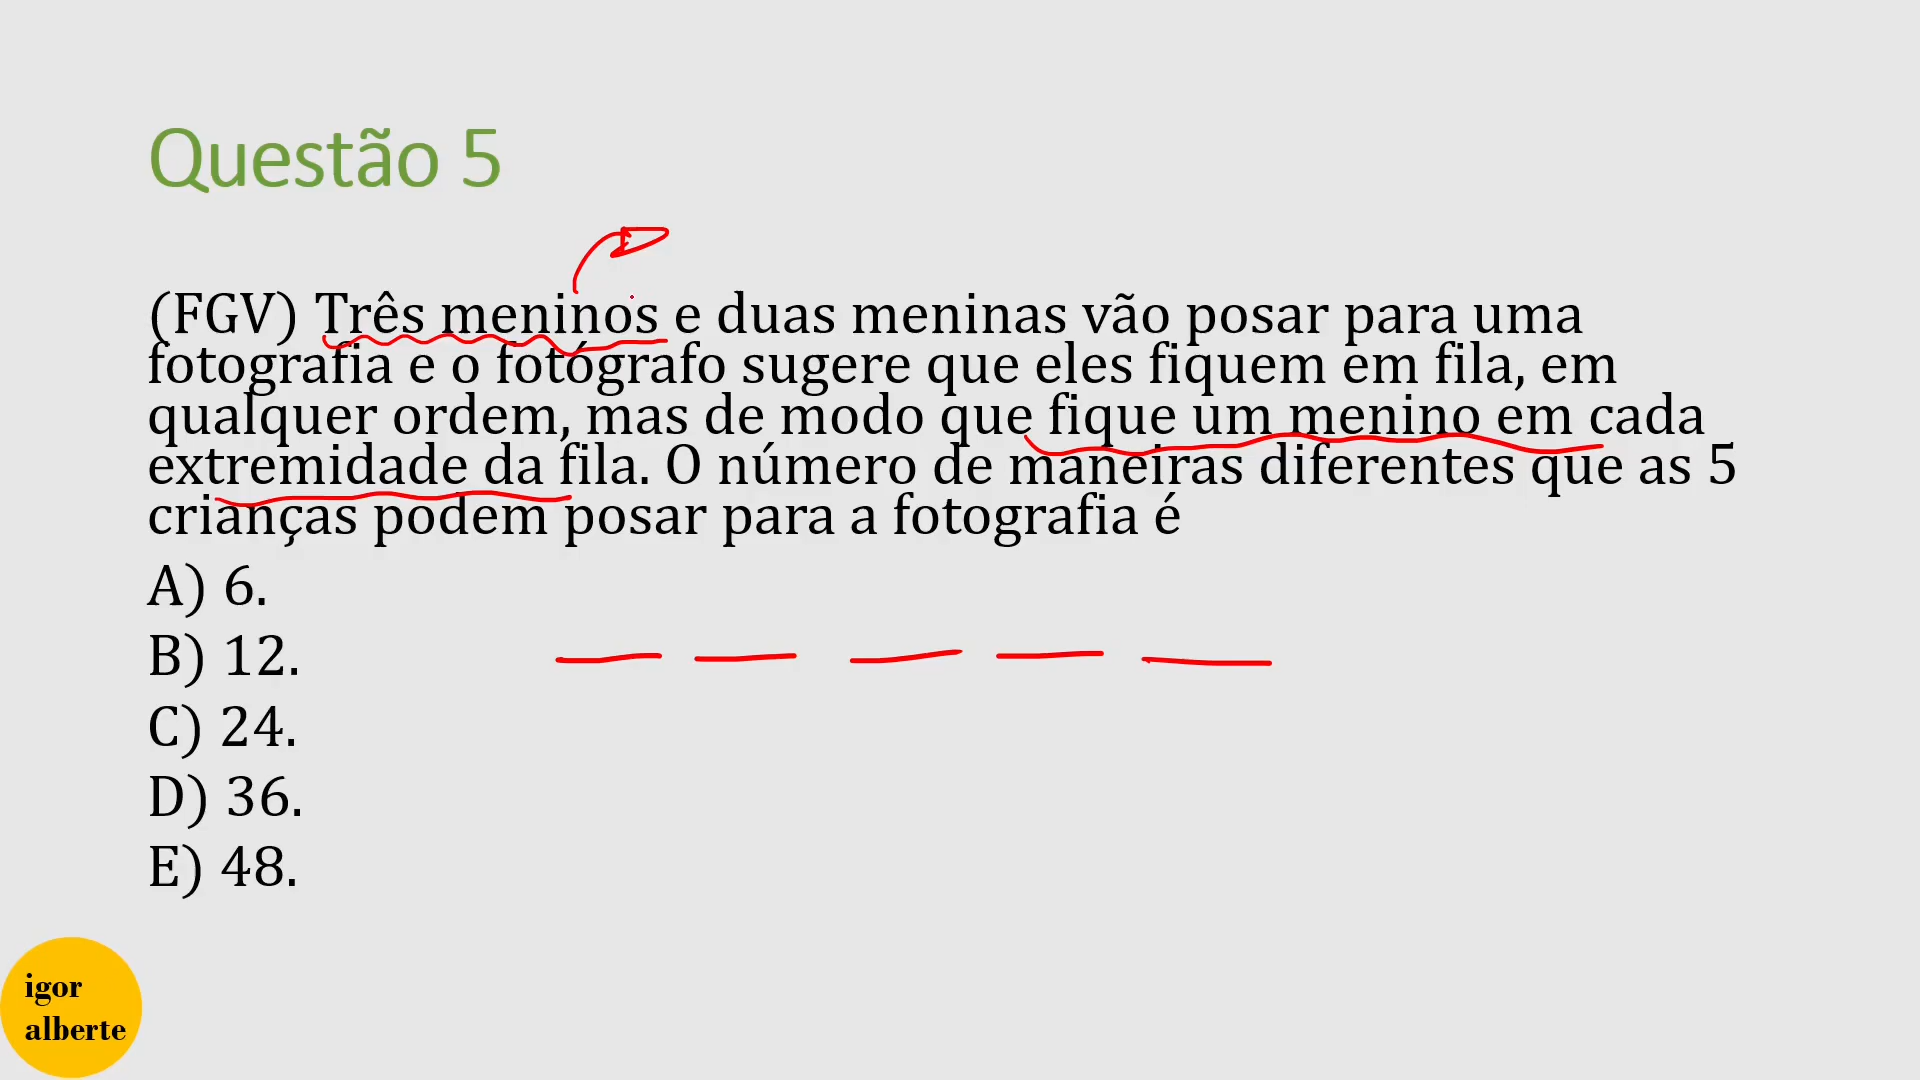 Questão 5
(FGV) Três meninos e duas meninas vão posar para uma
fotografia e o fotógrafo sugere que eles fiquem em fila, em
qualquer ordem, mas de modo que fique um menino em cada
extremidade da fila. O número de maneiras diferentes que as 5
crianças podem posar para a fotografia é
A) 6.
B) 12.
C) 24.
D) 36.
E) 48.
igor
alberte